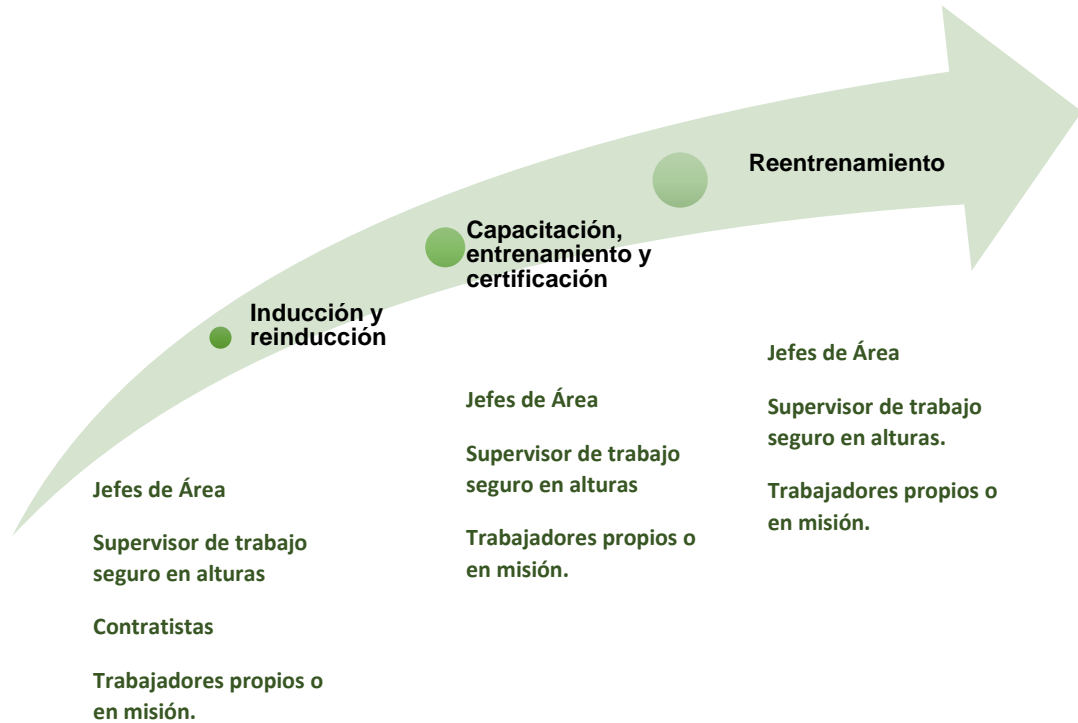 Reentrenamiento
Capacitación,
entrenamiento y
certificación
Inducción y
reinducción
Jefes de Área
Supervisor de trabajo
seguro en alturas
Contratistas
Trabajadores propios o
en misión.
Jefes de Área
Supervisor de trabajo
seguro en alturas
Trabajadores propios o
en misión.
Jefes de Área
Supervisor de trabajo
seguro en alturas.
Trabajadores propios o
en misión.